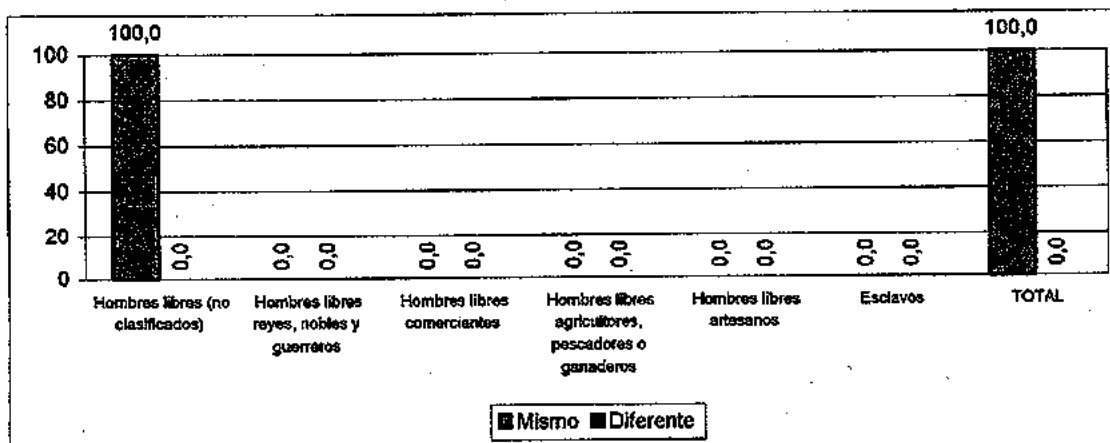 100,0 100,0
100
80
60
40
20
0
0,0 0,0 0,0 0,0 0,0 0,0 0,0 0,0 0,0 0,0 0,0 0,0
Hombres libres (no clasificados)
Hombres libres reyes, nobles y guerreros
Hombres libres comerciantes
Hombres libres agricultores, pescadores o ganaderos
Hombres libres artesanos
Esclavos
TOTAL
Mismo Diferente